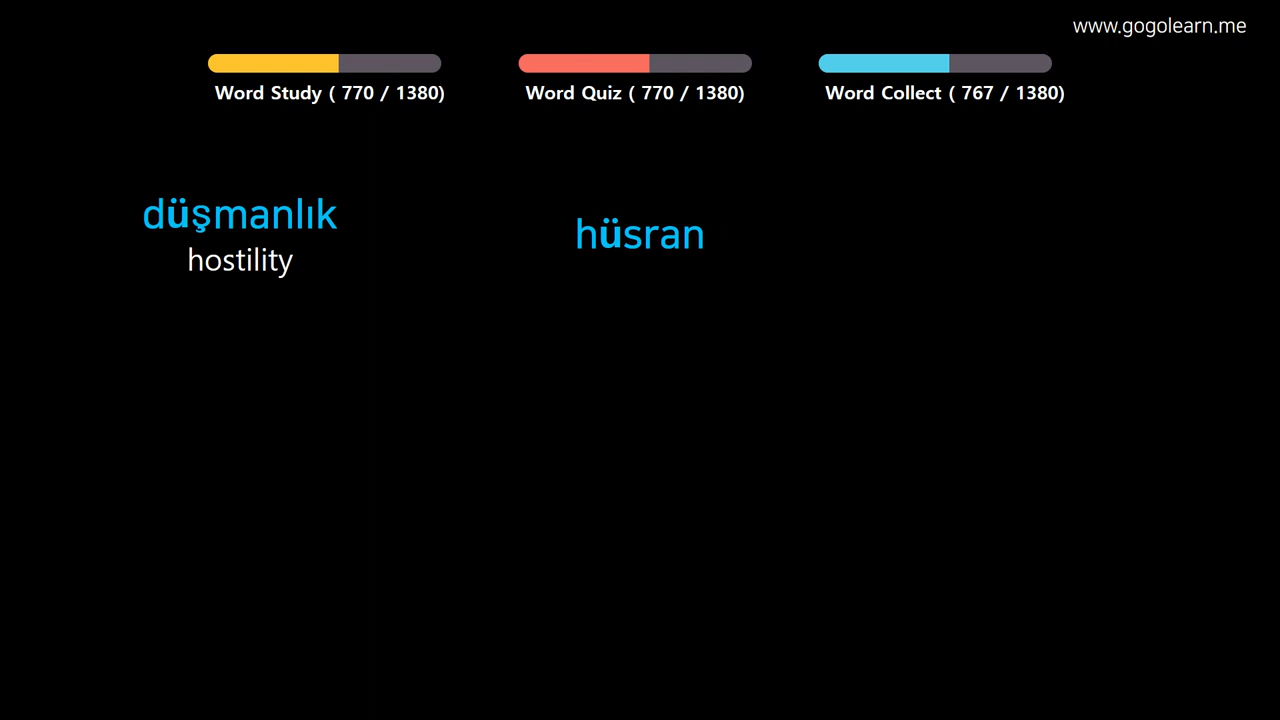 www.gogolearn.me
Word Study ( 770 / 1380)
Word Quiz ( 770 / 1380)
Word Collect ( 767 / 1380)
düşmanlık
hostility
hüsran